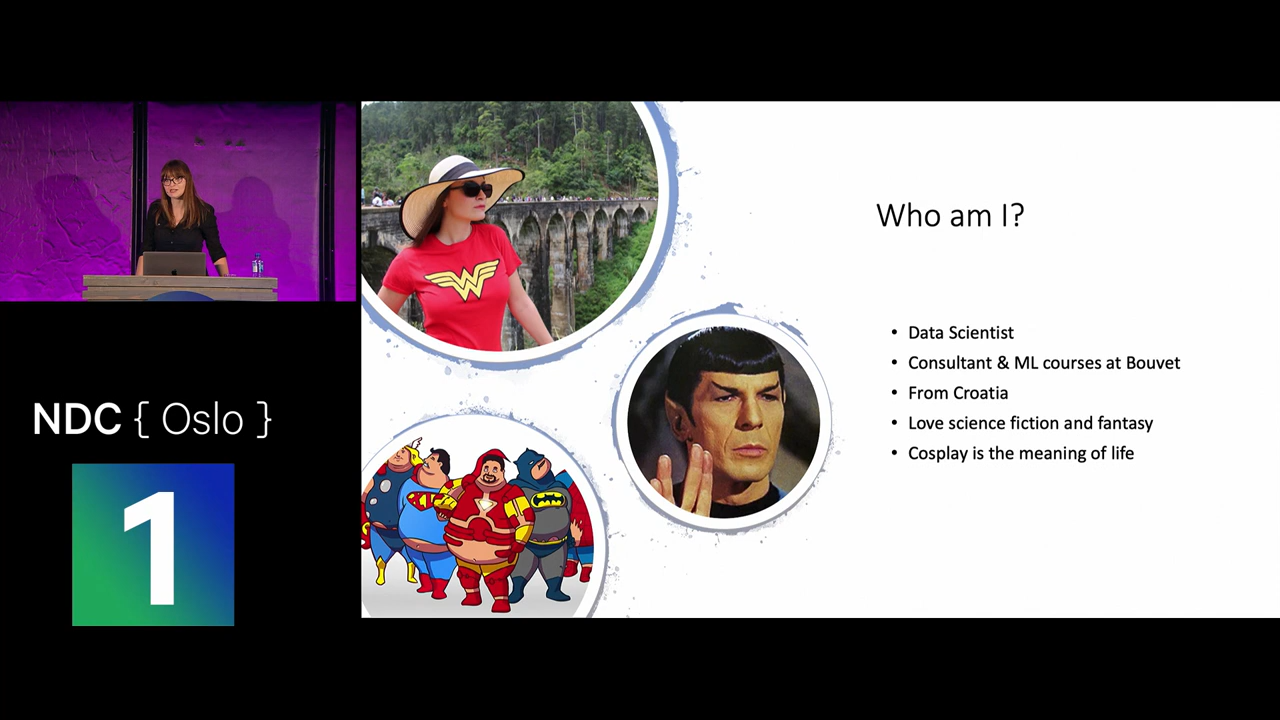 NDC { Oslo }
1
Who am I?
• Data Scientist
• Consultant & ML courses at Bouvet
• From Croatia
• Love science fiction and fantasy
• Cosplay is the meaning of life